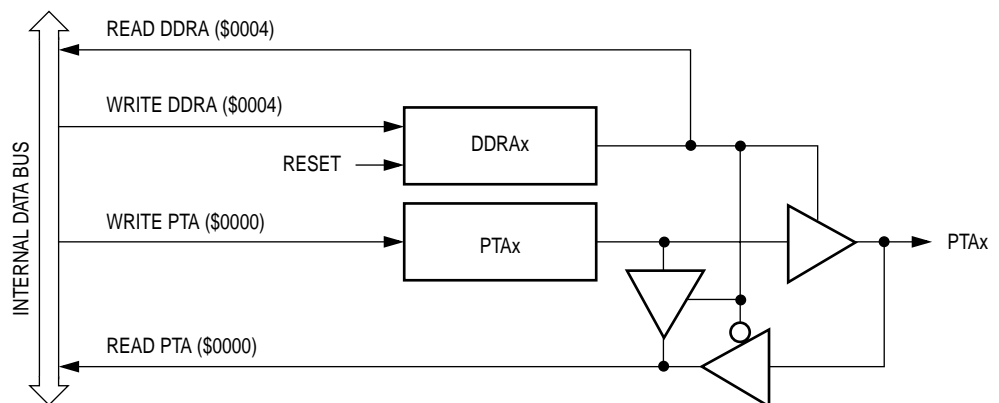 READ DDRA ($0004)
WRITE DDRA ($0004)
DDRAx
RESET
INTERNAL DATA BUS
WRITE PTA ($0000)
PTAx
PTAx
READ PTA ($0000)